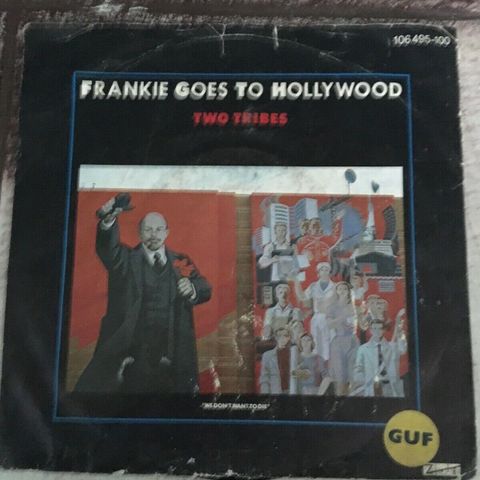 106 495-100
FRANKIE GOES TO HOLLYWOOD
TWO TRIBES
"WE DON'T WANT TO DIE"
GUF